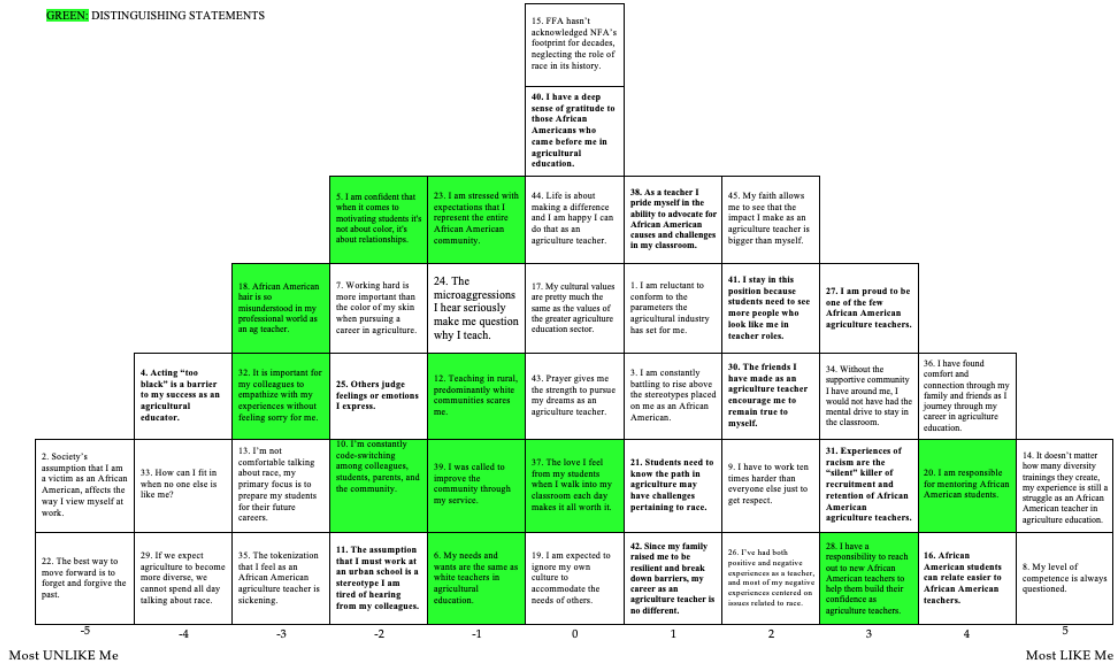 GREEN: DISTINGUISHING STATEMENTS
15. FFA hasn't
acknowledged NFA's
footprint for decades,
neglecting the role of
race in its history.
40. I have a deep
sense of gratitude to
those African
Americans who
came before me in
agricultural
education.
5. I am confident that
when it comes to
motivating students it's
not about color, it's
about relationships.
23. I am stressed with
expectations that I
represent the entire
African American
community.
44. Life is about
making a difference
and I am happy I can
do that as an
agriculture teacher.
38. As a teacher I
pride myself in the
ability to advocate for
African American
causes and challenges
in my classroom.
45. My faith allows
me to see that the
impact I make as an
agriculture teacher is
bigger than myself.
18. African American
hair is so
misunderstood in my
professional world as
an ag teacher.
7. Working hard is
more important than
the color of my skin
when pursuing a
career in agriculture.
24. The
microaggressions
I hear seriously
make me question
why I teach.
17. My cultural values
are pretty much the
same as the values of
the greater agriculture
education sector.
1. I am reluctant to
conform to the
parameters the
agricultural industry
has set for me.
41. I stay in this
position because
students need to see
more people who
look like me in
teacher roles.
27. I am proud to be
one of the few
African American
agriculture teachers.
4. Acting "too
black" is a barrier
to my success as an
agricultural
educator.
32. It is important for
my colleagues to
empathize with my
experiences without
feeling sorry for me.
25. Others judge
feelings or emotions
I express.
12. Teaching in rural,
predominantly white
communities scares
me.
43. Prayer gives me
the strength to pursue
my dreams as an
agriculture teacher.
3. I am constantly
battling to rise above
the stereotypes placed
on me as an African
American.
30. The friends I
have made as an
agriculture teacher
encourage me to
remain true to
myself.
34. Without the
supportive community
I have around me, I
would not have had the
mental drive to stay in
the classroom.
36. I have found
comfort and
connection through my
family and friends as I
journey through my
career in agriculture
education.
2. Society's
assumption that I am
a victim as an African
American, affects the
way I view myself at
work.
33. How can I fit in
when no one else is
like me?
13. I'm not
comfortable talking
about race, my
primary focus is to
prepare my students
for their future
careers.
10. I'm constantly
code-switching
among colleagues,
students, parents, and
the community.
39. I was called to
improve the
community through
my service.
37. The love I feel
from my students
when I walk into my
classroom each day
makes it all worth it.
21. Students need to
know the path in
agriculture may
have challenges
pertaining to race.
9. I have to work ten
times harder than
everyone else just to
get respect.
31. Experiences of
racism are the
"silent" killer of
recruitment and
retention of African
American
agriculture teachers.
20. I am responsible
for mentoring African
American students.
14. It doesn't matter
how many diversity
trainings they create,
my experience is still a
struggle as an African
American teacher in
agriculture education.
22. The best way to
move forward is to
forget and forgive the
past.
29. If we expect
agriculture to become
more diverse, we
cannot spend all day
talking about race.
35. The tokenization
that I feel as an
African American
agriculture teacher is
sickening.
11. The assumption
that I must work at
an urban school is a
stereotype I am
tired of hearing
from my colleagues.
6. My needs and
wants are the same as
white teachers in
agricultural
education.
19. I am expected to
ignore my own
culture to
accommodate the
needs of others.
42. Since my family
raised me to be
resilient and break
down barriers, my
career as an
agriculture teacher is
no different.
26. I've had both
positive and negative
experiences as a teacher,
and most of my negative
experiences centered on
issues related to race.
28. I have a
responsibility to reach
out to new African
American teachers to
help them build their
confidence as
agriculture teachers.
16. African
American students
can relate easier to
African American
teachers.
8. My level of
competence is always
questioned.
-5 -4 -3 -2 -1 0 1 2 3 4 5
Most UNLIKE Me
Most LIKE Me